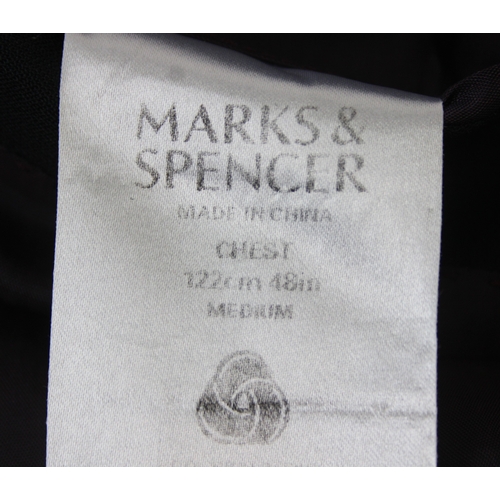 MARKS &
SPENCER
MADE IN CHINA
CHEST
122cm 48in
MEDIUM